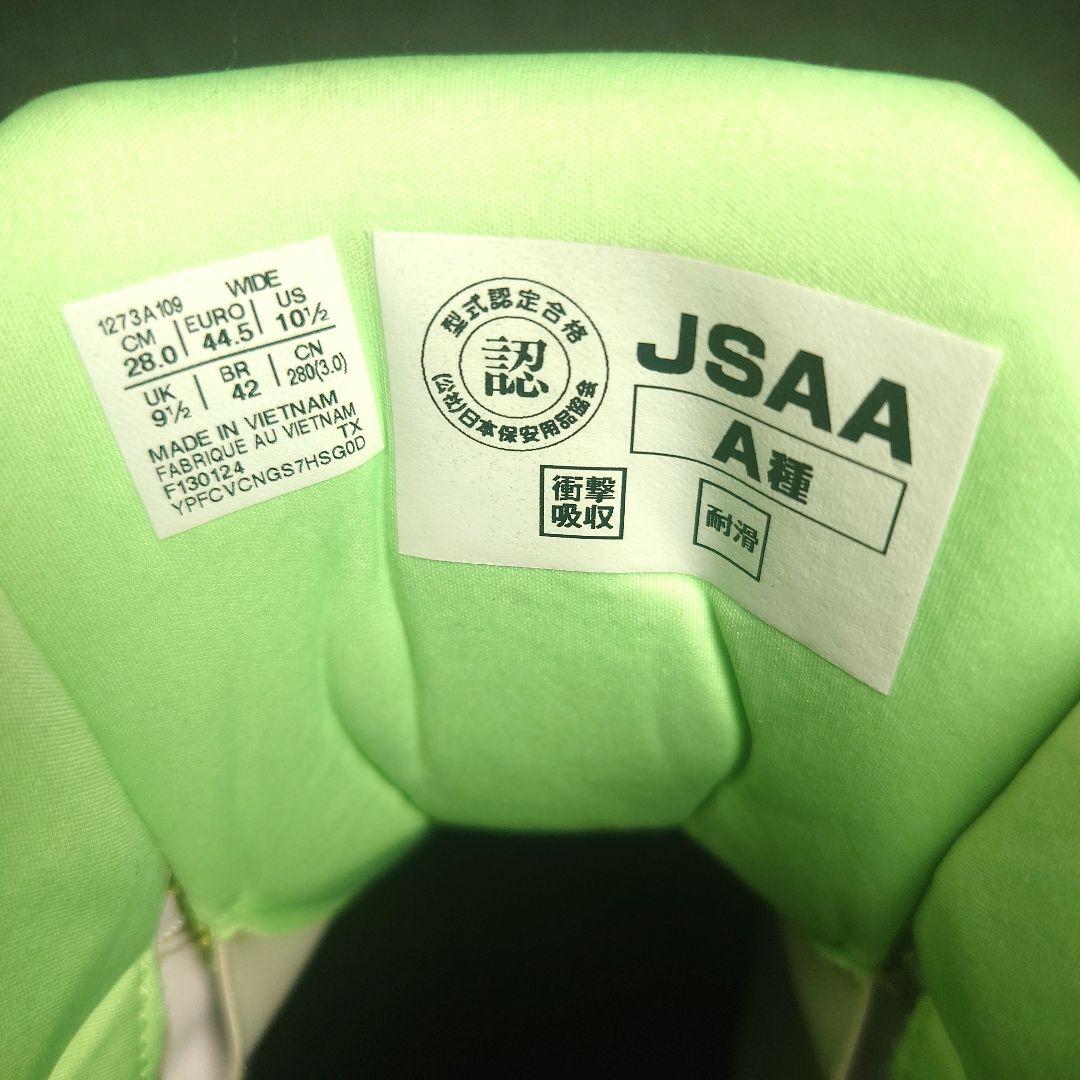 1273A109 WIDE
CM EURO US
28.0 44.5 10½
UK BR CN
9½ 42 280(3.0)
MADE IN VIETNAM
FABRIQUE AU VIETNAM
F130124 TX
YPFCVCNGS7HSG0D
型式認定合格
認
(公社)日本保安用品協会
JSAA
A種
衝撃
吸収
耐滑